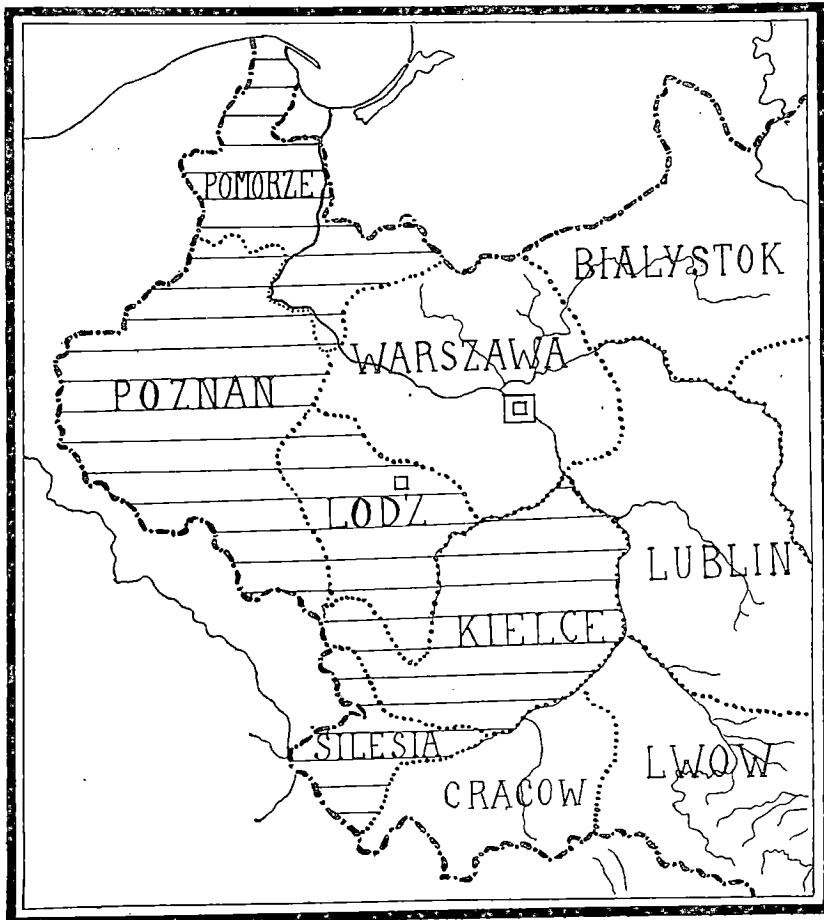 POMORZE
BIALYSTOK
WARSZAWA
POZNAN
LODZ
LUBLIN
KIELCE
SILESIA
LWOW
CRACOW